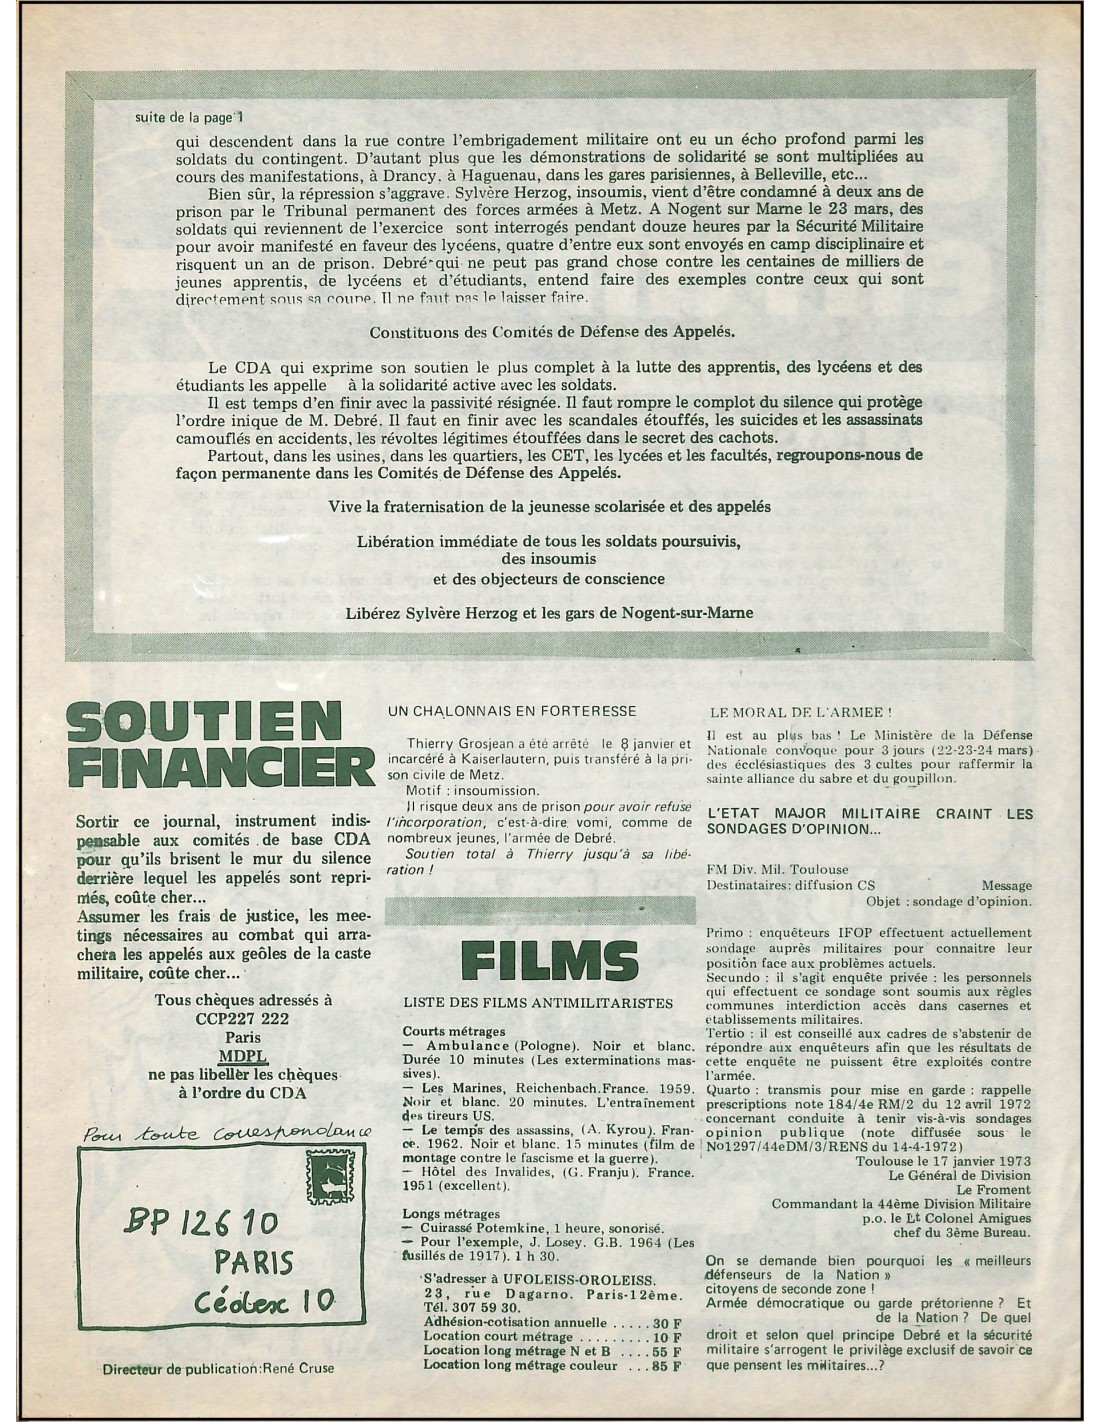 suite de la page 1
qui descendent dans la rue contre l'embrigadement militaire ont eu un écho profond parmi les
soldats du contingent. D'autant plus que les démonstrations de solidarité se sont multipliées au
cours des manifestations, à Drancy, à Haguenau, dans les gares parisiennes, à Belleville, etc...
Bien sûr, la répression s'aggrave. Sylvère Herzog, insoumis, vient d'être condamné à deux ans de
prison par le Tribunal permanent des forces armées à Metz. A Nogent sur Marne le 23 mars, des
soldats qui reviennent de l'exercice sont interrogés pendant douze heures par la Sécurité Militaire
pour avoir manifesté en faveur des lycéens, quatre d'entre eux sont envoyés en camp disciplinaire et
risquent un an de prison. Debré qui ne peut pas grand chose contre les centaines de milliers de
jeunes apprentis, de lycéens et d'étudiants, entend faire des exemples contre ceux qui sont
directement sous sa coupe. Il ne faut pas le laisser faire.
Constituons des Comités de Défense des Appelés.
Le CDA qui exprime son soutien le plus complet à la lutte des apprentis, des lycéens et des
étudiants les appelle à la solidarité active avec les soldats.
Il est temps d'en finir avec la passivité résignée. Il faut rompre le complot du silence qui protège
l'ordre inique de M. Debré. Il faut en finir avec les scandales étouffés, les suicides et les assassinats
camouflés en accidents, les révoltes légitimes étouffées dans le secret des cachots.
Partout, dans les usines, dans les quartiers, les CET, les lycées et les facultés, regroupons-nous de
façon permanente dans les Comités de Défense des Appelés.
Vive la fraternisation de la jeunesse scolarisée et des appelés
Libération immédiate de tous les soldats poursuivis,
des insoumis
et des objecteurs de conscience
Libérez Sylvère Herzog et les gars de Nogent-sur-Marne
SOUTIEN
FINANCIER
Sortir ce journal, instrument indis-
pensable aux comités de base CDA
pour qu'ils brisent le mur du silence
derrière lequel les appelés sont repri-
més, coûte cher...
Assumer les frais de justice, les mee-
tings nécessaires au combat qui arra-
chera les appelés aux geôles de la caste
militaire, coûte cher...
Tous chèques adressés à
CCP227 222
Paris
MDPL
ne pas libeller les chèques
à l'ordre du CDA
Pour toute correspondance
BP 126 10
PARIS
Cédex 10
Directeur de publication:René Cruse
UN CHALONNAIS EN FORTERESSE
Thierry Grosjean a été arrêté le 8 janvier et
incarcéré à Kaiserlautern, puis transféré à la pri-
son civile de Metz.
Motif : insoumission.
Il risque deux ans de prison pour avoir refusé
l'incorporation, c'est-à-dire vomi, comme de
nombreux jeunes, l'armée de Debré.
Soutien total à Thierry jusqu'à sa libé-
ration !
FILMS
LISTE DES FILMS ANTIMILITARISTES
Courts métrages
— Ambulance (Pologne). Noir et blanc.
Durée 10 minutes (Les exterminations mas-
sives).
— Les Marines, Reichenbach.France. 1959.
Noir et blanc. 20 minutes. L'entraînement
des tireurs US.
— Le temps des assassins, (A. Kyrou). Fran-
ce. 1962. Noir et blanc. 15 minutes (film de
montage contre le fascisme et la guerre).
— Hôtel des Invalides, (G. Franju). France.
1951 (excellent).
Longs métrages
— Cuirassé Potemkine, 1 heure, sonorisé.
— Pour l'exemple, J. Losey. G.B. 1964 (Les
fusillés de 1917). 1 h 30.
S'adresser à UFOLEISS-OROLEISS.
23, rue Dagarno. Paris-12ème.
Tél. 307 59 30.
Adhésion-cotisation annuelle ..... 30 F
Location court métrage ......... 10 F
Location long métrage N et B .... 55 F
Location long métrage couleur ... 85 F
LE MORAL DE L'ARMEE !
Il est au plus bas ! Le Ministère de la Défense
Nationale convoque pour 3 jours (22-23-24 mars)
des écclésiastiques des 3 cultes pour raffermir la
sainte alliance du sabre et du goupillon.
L'ETAT MAJOR MILITAIRE CRAINT LES
SONDAGES D'OPINION...
FM Div. Mil. Toulouse
Destinataires: diffusion CS Message
Objet : sondage d'opinion.
Primo : enquêteurs IFOP effectuent actuellement
sondage auprès militaires pour connaitre leur
position face aux problèmes actuels.
Secundo : il s'agit enquête privée : les personnels
qui effectuent ce sondage sont soumis aux règles
communes interdiction accès dans casernes et
etablissements militaires.
Tertio : il est conseillé aux cadres de s'abstenir de
répondre aux enquêteurs afin que les résultats de
cette enquête ne puissent être exploités contre
l'armée.
Quarto : transmis pour mise en garde : rappelle
prescriptions note 184/4e RM/2 du 12 avril 1972
concernant conduite à tenir vis-à-vis sondages
opinion publique (note diffusée sous le
No1297/44eDM/3/RENS du 14-4-1972)
Toulouse le 17 janvier 1973
Le Général de Division
Le Froment
Commandant la 44ème Division Militaire
p.o. le Lt Colonel Amigues
chef du 3ème Bureau.
On se demande bien pourquoi les « meilleurs
défenseurs de la Nation »
citoyens de seconde zone !
Armée démocratique ou garde prétorienne ? Et
de la Nation ? De quel
droit et selon quel principe Debré et la sécurité
militaire s'arrogent le privilège exclusif de savoir ce
que pensent les militaires...?